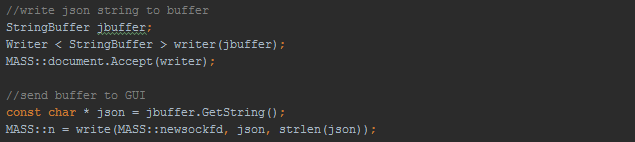 //write json string to buffer
StringBuffer jbuffer;
Writer < StringBuffer > writer(jbuffer);
MASS::document.Accept(writer);
//send buffer to GUI
const char * json = jbuffer.GetString();
MASS::n = write(MASS::newsockfd, json, strlen(json));